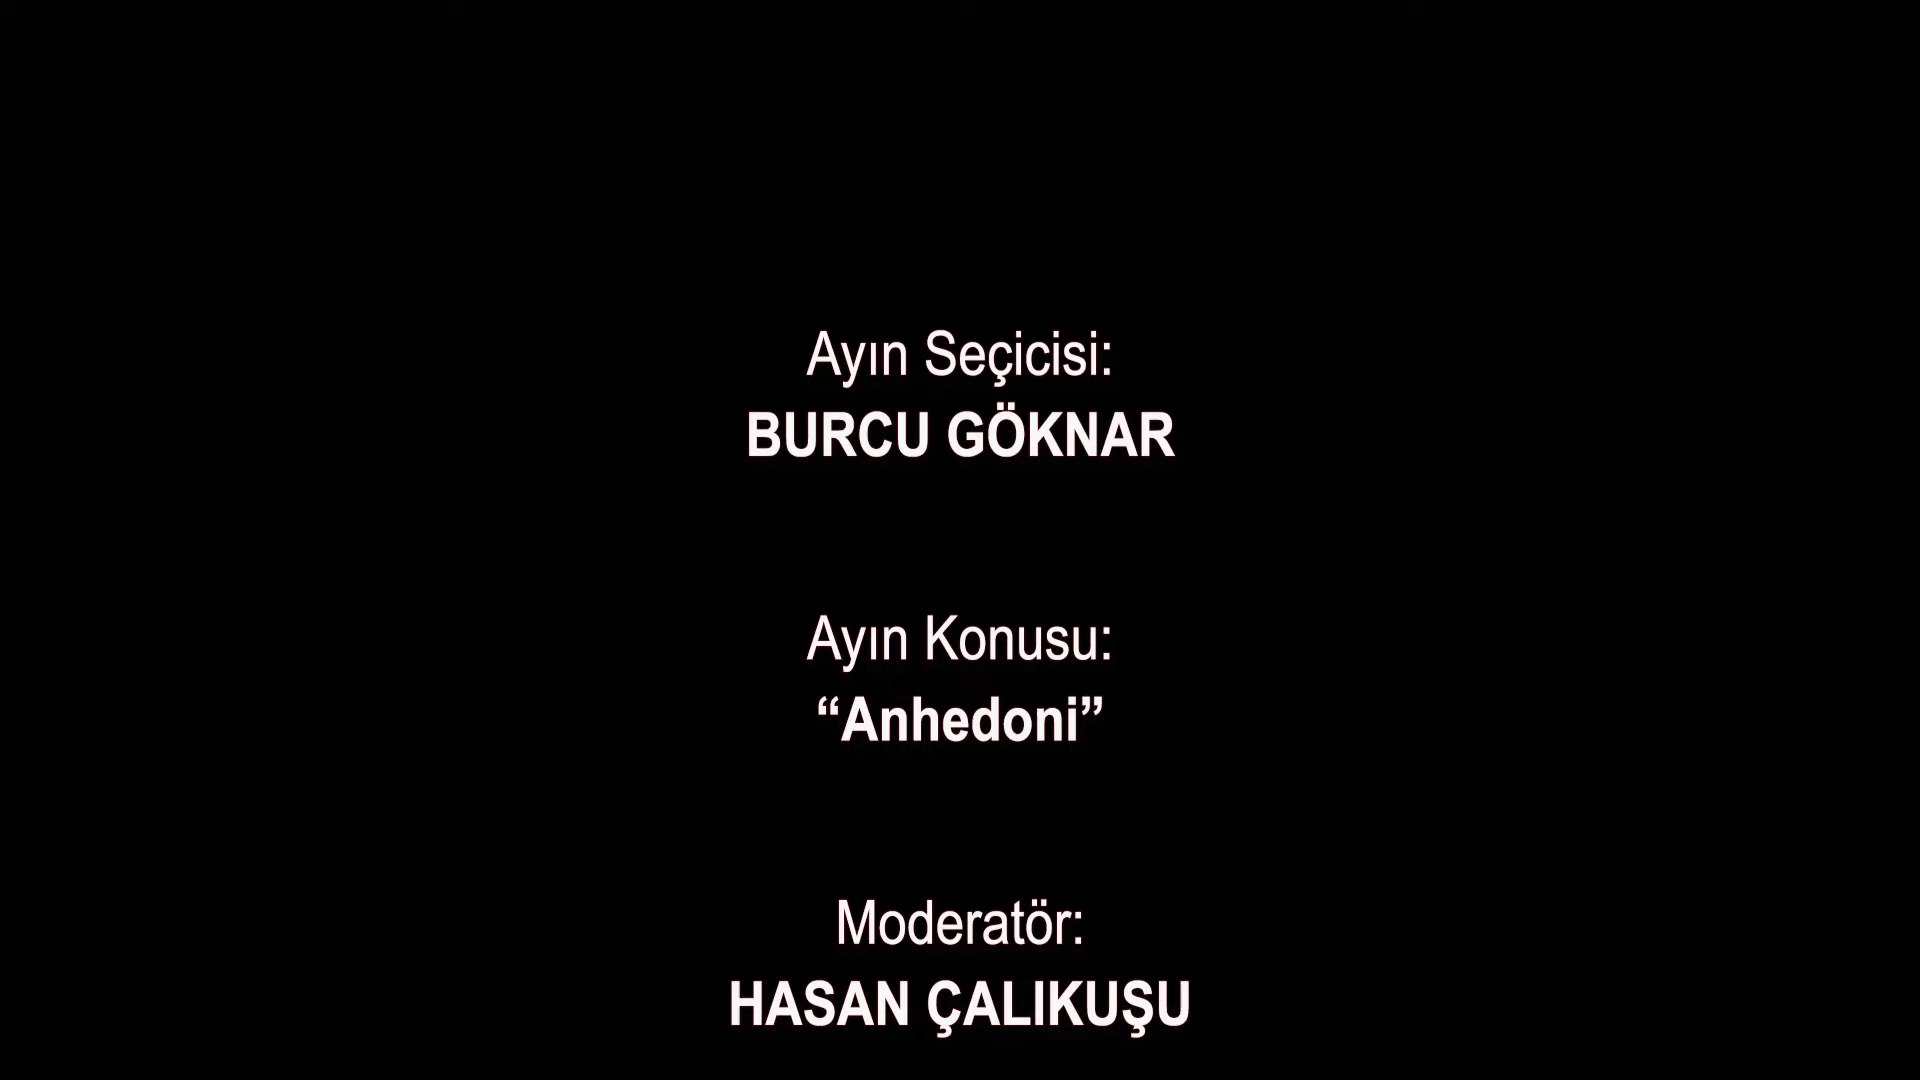 Ayın Seçicisi:
BURCU GÖKNAR
Ayın Konusu:
“Anhedoni”
Moderatör:
HASAN ÇALIKUŞU